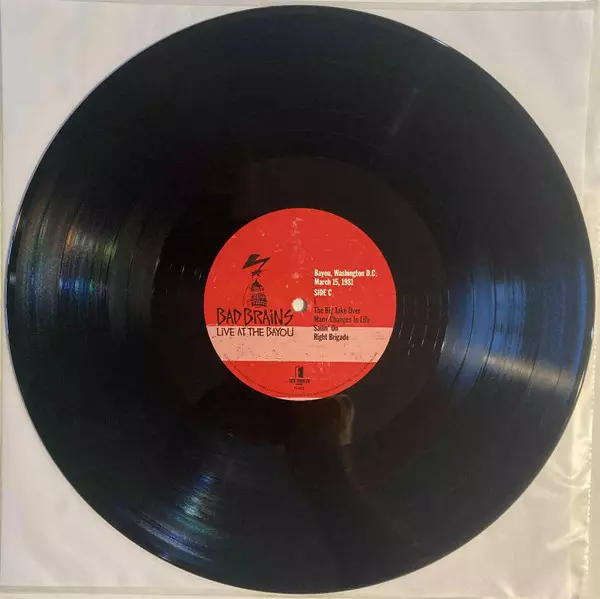 BAD BRAINS
LIVE AT THE BAYOU
Bayou, Washington D.C.
March 15, 1981
SIDE C
I
The Big Take Over
Many Changes In Life
Sailin' On
Right Brigade